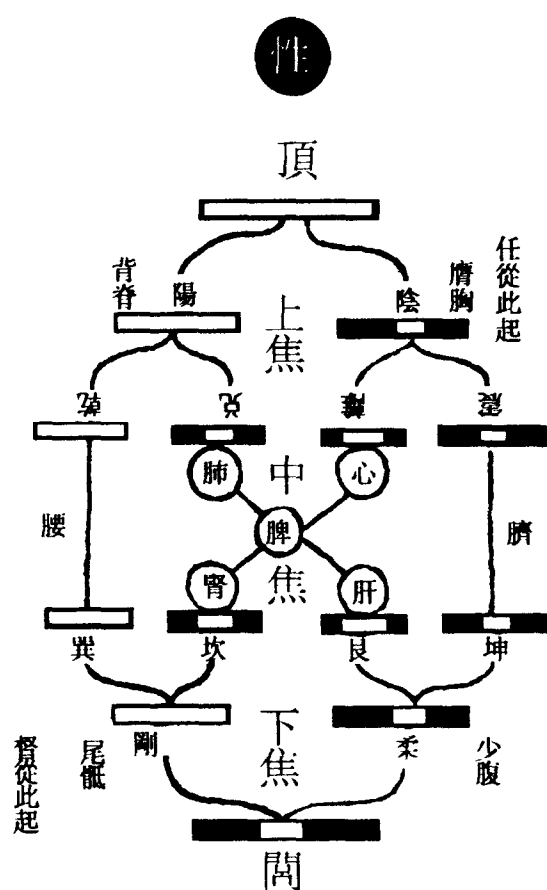 性
頂
任從此起
膺胸
陰
陽
背脊
上焦
震
離
兌
乾
肺
心
中焦
脾
腎
肝
腰
臍
坤
艮
坎
巽
下焦
剛
柔
尾骶
少腹
督從此起